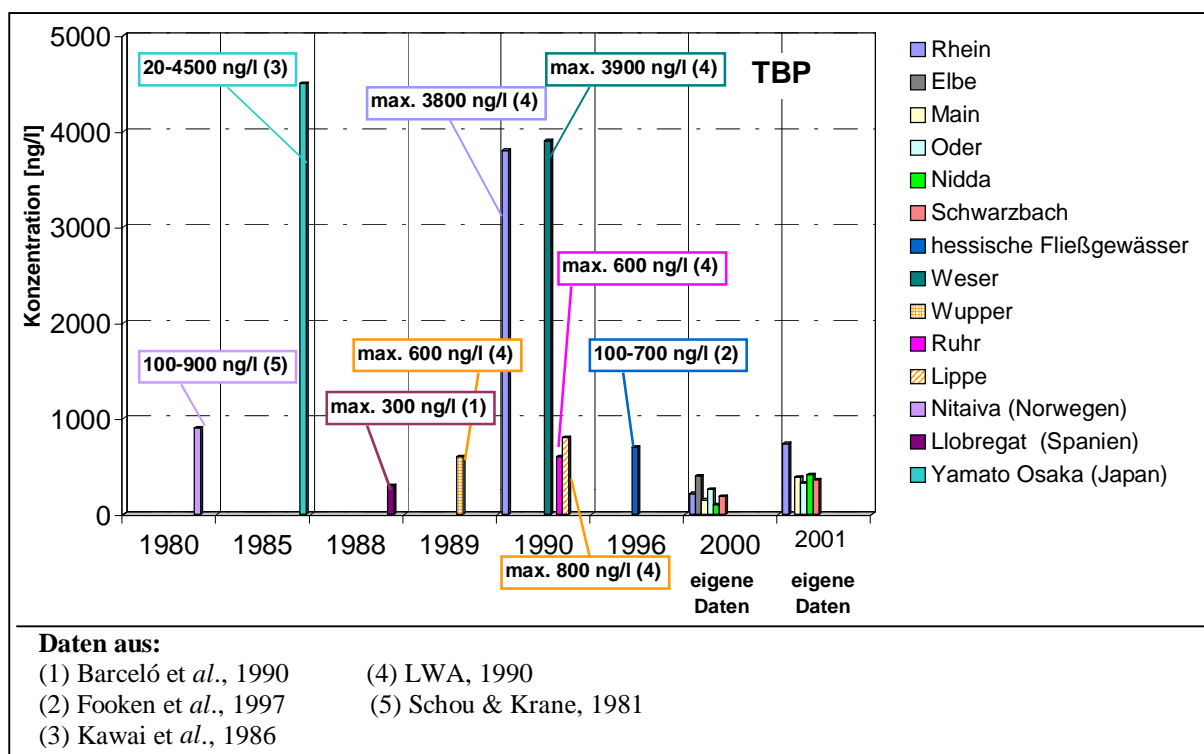 TBP
Konzentration [ng/l]
5000
4000
3000
2000
1000
0
20-4500 ng/l (3)
max. 3800 ng/l (4)
max. 3900 ng/l (4)
max. 600 ng/l (4)
100-900 ng/l (5)
max. 600 ng/l (4)
100-700 ng/l (2)
max. 300 ng/l (1)
max. 800 ng/l (4)
1980
1985
1988
1989
1990
1996
2000
2001
eigene
Daten
eigene
Daten
Rhein
Elbe
Main
Oder
Nidda
Schwarzbach
hessische Fließgewässer
Weser
Wupper
Ruhr
Lippe
Nitaiva (Norwegen)
Llobregat (Spanien)
Yamato Osaka (Japan)
Daten aus:
(1) Barceló et al., 1990
(2) Fooken et al., 1997
(3) Kawai et al., 1986
(4) LWA, 1990
(5) Schou & Krane, 1981